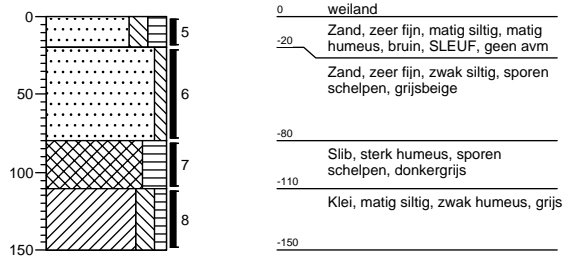 0
50
100
150
5
6
7
8
0 weiland
Zand, zeer fijn, matig siltig, matig
humeus, bruin, SLEUF, geen avm
-20
Zand, zeer fijn, zwak siltig, sporen
schelpen, grijsbeige
-80
Slib, sterk humeus, sporen
schelpen, donkergrijs
-110
Klei, matig siltig, zwak humeus, grijs
-150